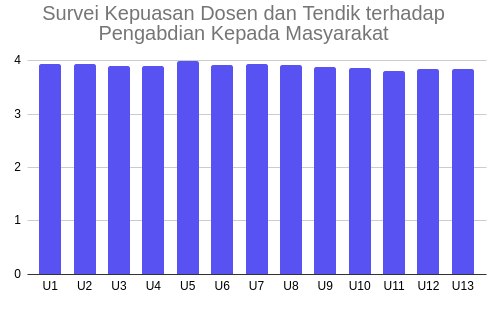 Survei Kepuasan Dosen dan Tendik terhadap
Pengabdian Kepada Masyarakat
4
3
2
1
0
U1 U2 U3 U4 U5 U6 U7 U8 U9 U10 U11 U12 U13